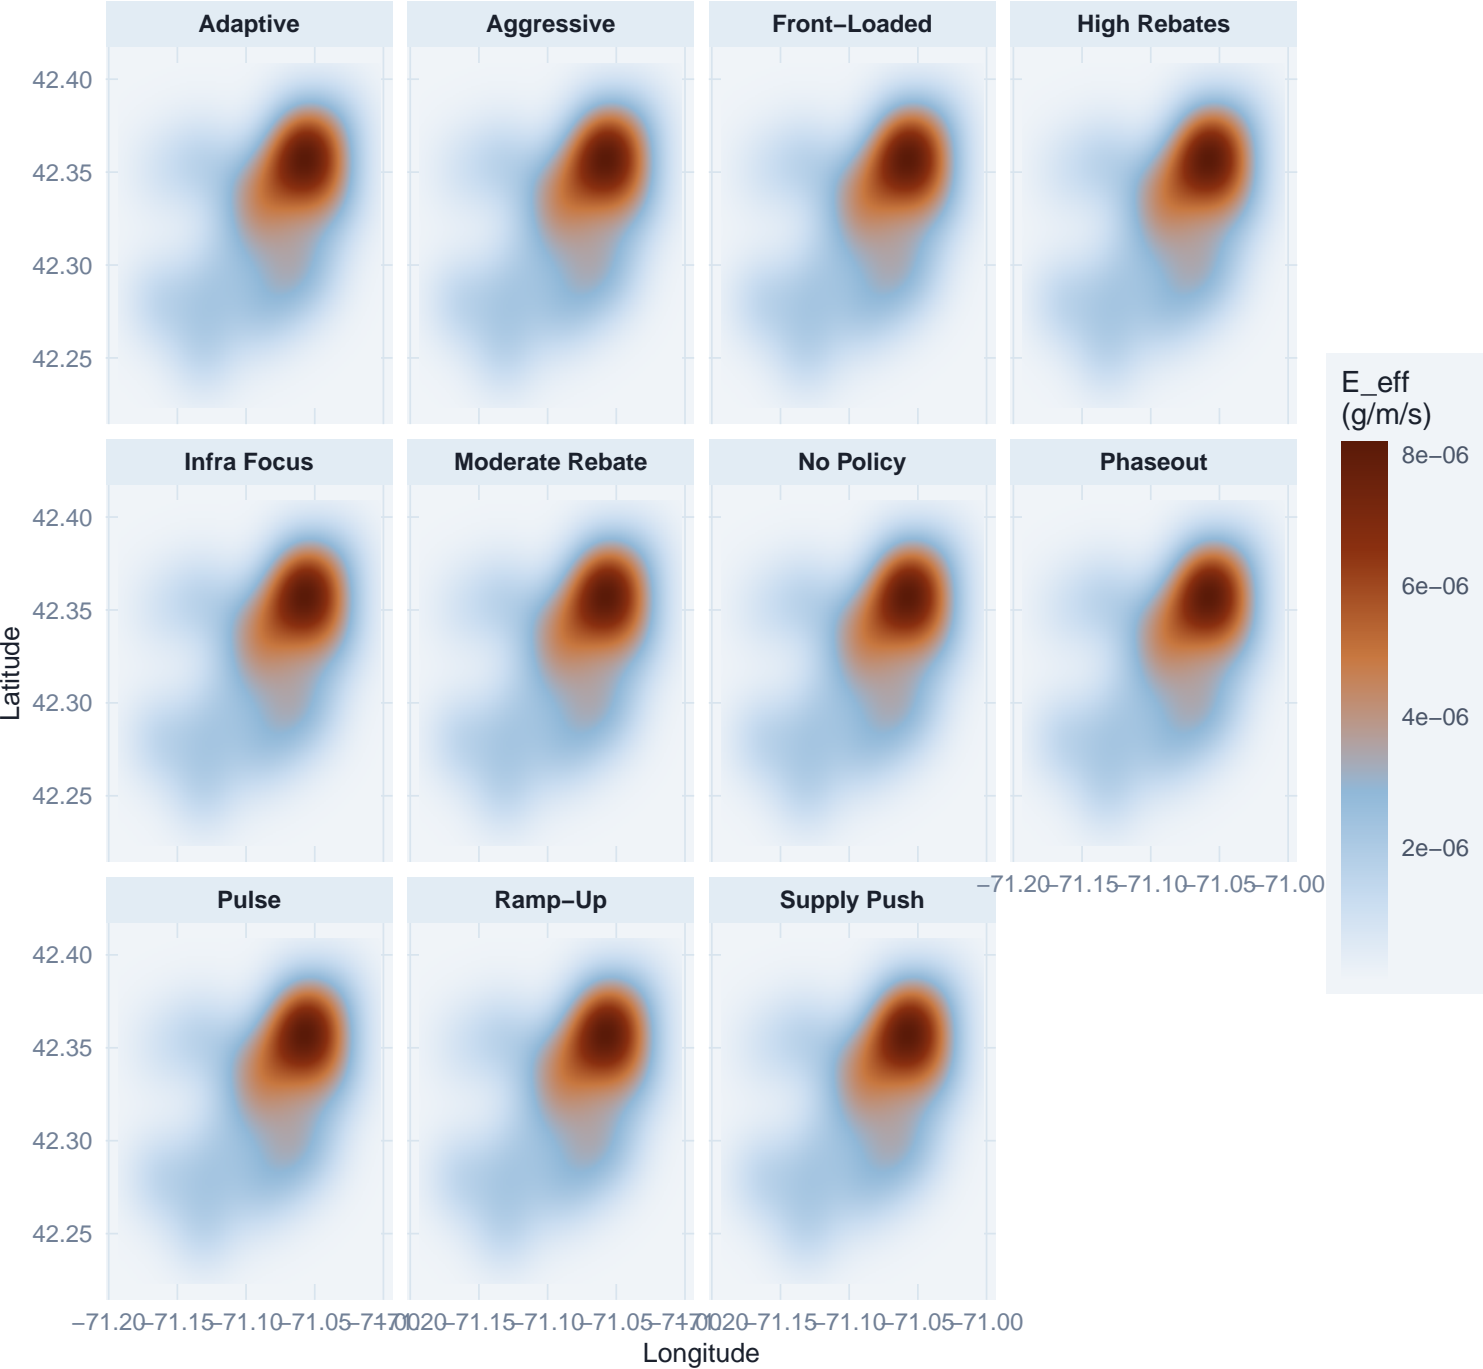 Adaptive
Aggressive
Front−Loaded
High Rebates
42.40
42.35
42.30
42.25
Infra Focus
Moderate Rebate
No Policy
Phaseout
42.40
42.35
42.30
42.25
−71.20 −71.15 −71.10 −71.05 −71.00
Pulse
Ramp−Up
Supply Push
42.40
42.35
42.30
42.25
−71.20 −71.15 −71.10 −71.05 −71.00
−71.20 −71.15 −71.10 −71.05 −71.00
−71.20 −71.15 −71.10 −71.05 −71.00
Longitude
Latitude
E_eff
(g/m/s)
8e−06
6e−06
4e−06
2e−06